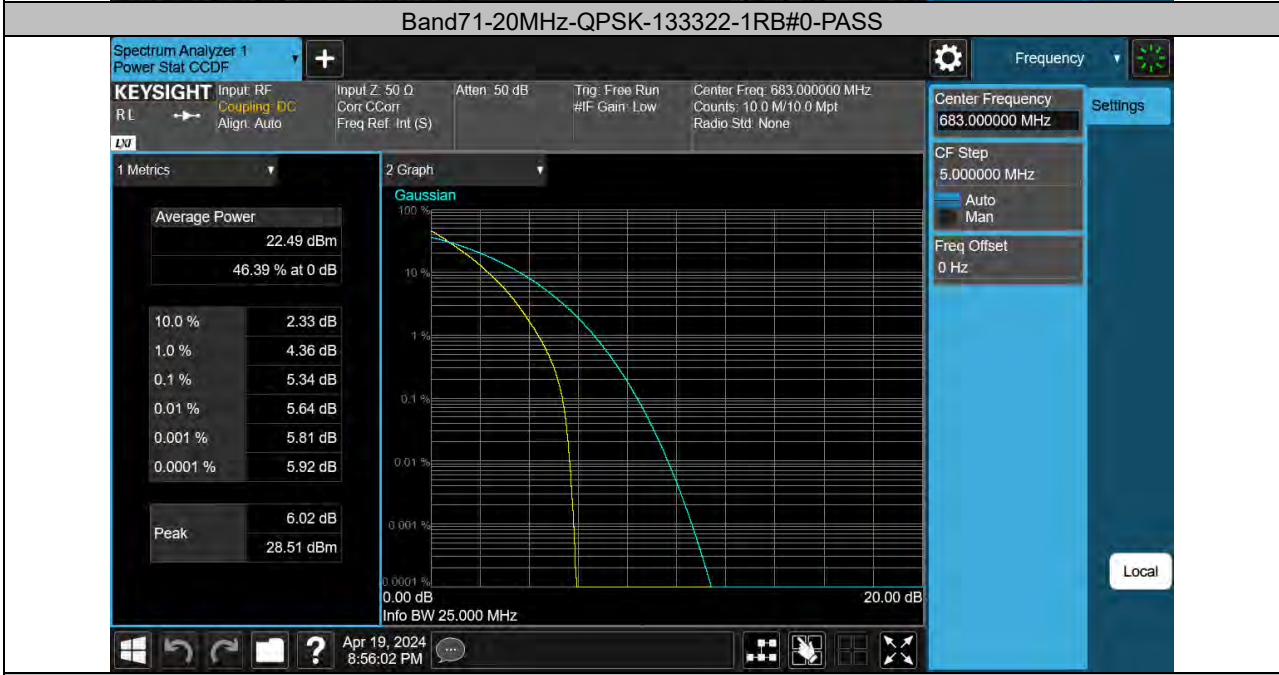 Band71-20MHz-QPSK-133322-1RB#0-PASS
Spectrum Analyzer 1
Power Stat CCDF
+
Frequency
KEYSIGHT
RL
LXI
Input: RF
Coupling: DC
Align: Auto
Input Z: 50 Ω
Corr CCorr
Freq Ref: Int (S)
Atten: 50 dB
Trig: Free Run
#IF Gain: Low
Center Freq: 683.000000 MHz
Counts: 10.0 M/10.0 Mpt
Radio Std: None
Center Frequency
683.000000 MHz
Settings
CF Step
5.000000 MHz
Auto
Man
Freq Offset
0 Hz
1 Metrics
Average Power
22.49 dBm
46.39 % at 0 dB
10.0 % 2.33 dB
1.0 % 4.36 dB
0.1 % 5.34 dB
0.01 % 5.64 dB
0.001 % 5.81 dB
0.0001 % 5.92 dB
Peak
6.02 dB
28.51 dBm
2 Graph
Gaussian
100 %
10 %
1 %
0.1 %
0.01 %
0.001 %
0.0001 %
0.00 dB
20.00 dB
Info BW 25.000 MHz
Local
?
Apr 19, 2024
8:56:02 PM